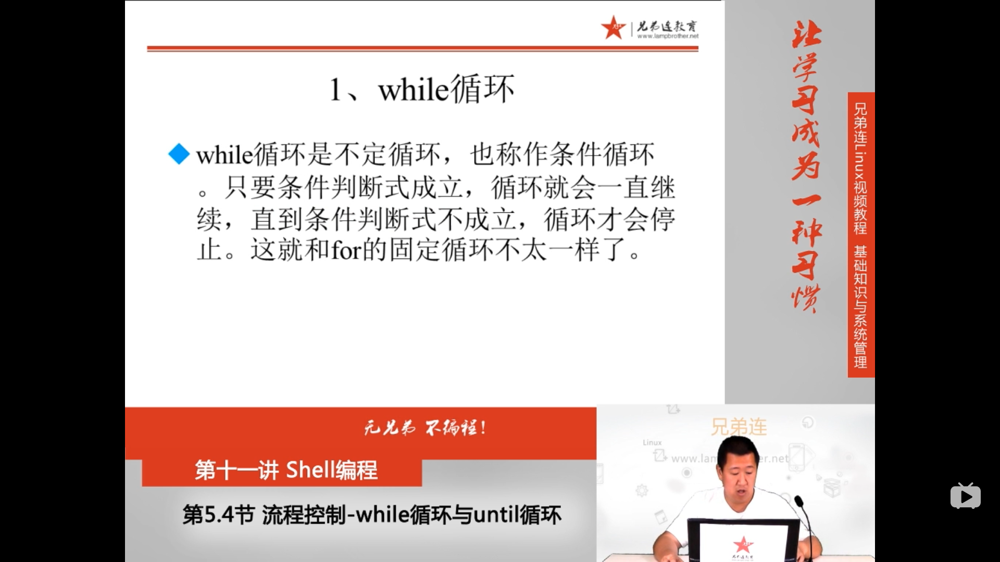 兄弟连教育
www.lampbrother.net
1、while循环
while循环是不定循环，也称作条件循环
。只要条件判断式成立，循环就会一直继
续，直到条件判断式不成立，循环才会停
止。这就和for的固定循环不太一样了。
让学习成为一种习惯
兄弟连Linux视频教程 基础知识与系统管理
无兄弟 不编程！
第十一讲 Shell编程
第5.4节 流程控制-while循环与until循环
兄弟连
Linux
www.lam er.net